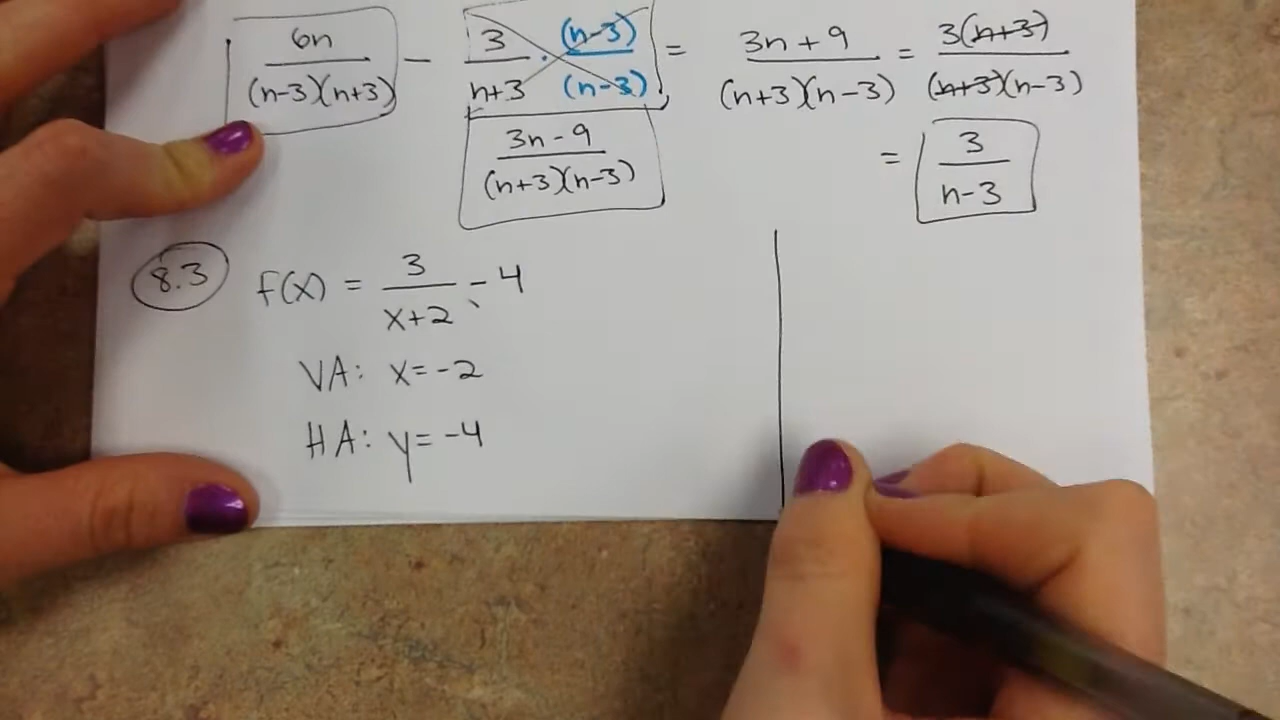 6n / (n-3)(n+3) − 3 / n+3 · (n-3) / (n-3) = 3n + 9 / (n+3)(n-3) = 3(n+3) / (n+3)(n-3)
3n - 9 / (n+3)(n-3) = 3 / n-3
8.3 f(x) = 3 / x+2 - 4
VA: x = -2
HA: y = -4